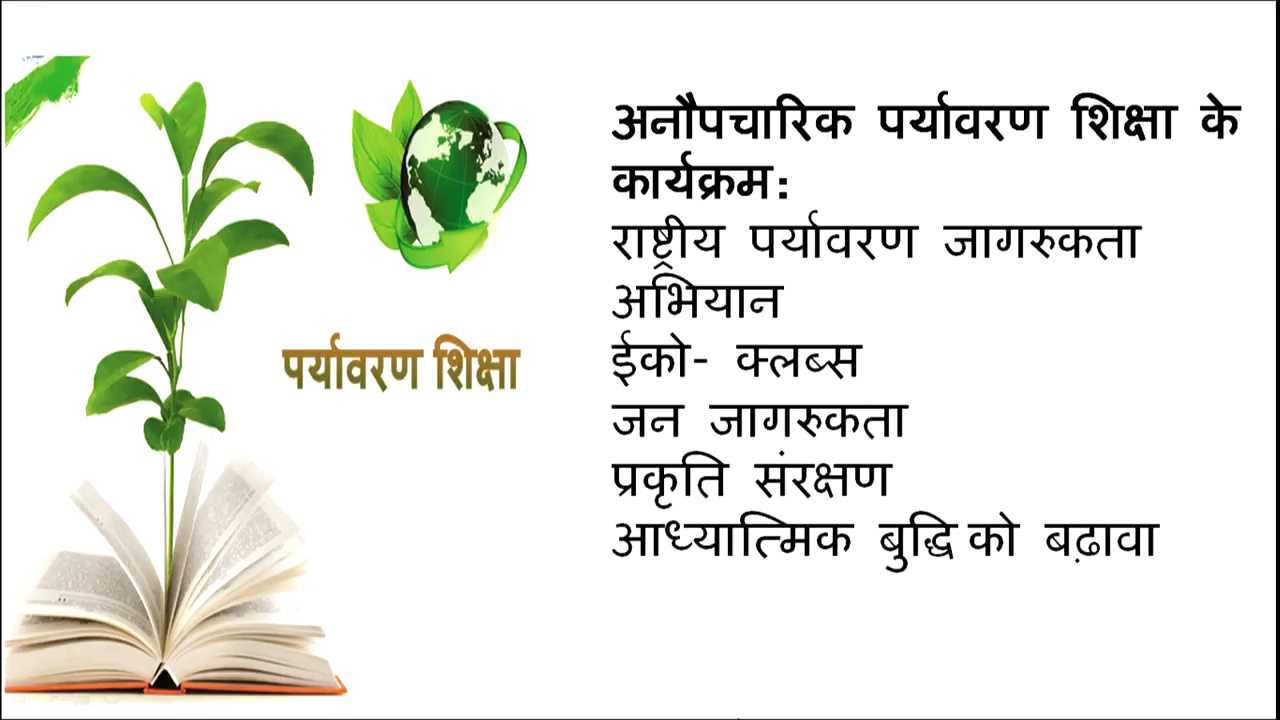 अनौपचारिक पर्यावरण शिक्षा के
कार्यक्रम:
राष्ट्रीय पर्यावरण जागरुकता
अभियान
ईको- क्लब्स
जन जागरुकता
प्रकृति संरक्षण
आध्यात्मिक बुद्धि को बढ़ावा
पर्यावरण शिक्षा